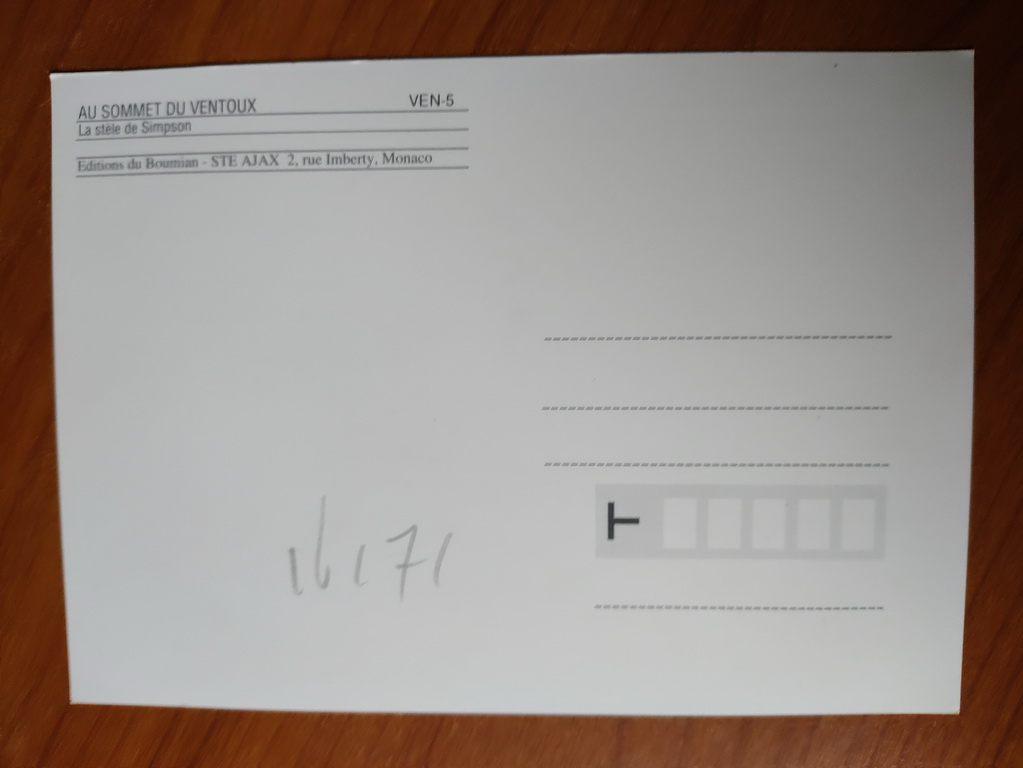 AU SOMMET DU VENTOUX VEN-5
La stèle de Simpson
Editions du Boumian - STE AJAX 2, rue Imberty, Monaco